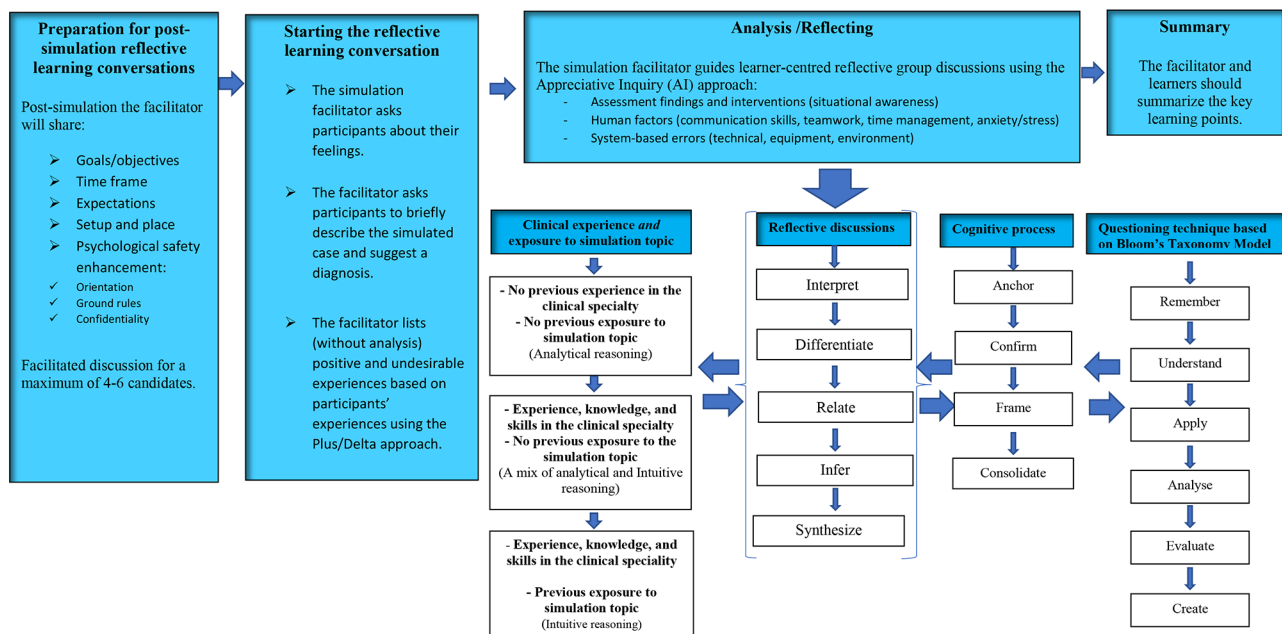 Preparation for post-
simulation reflective
learning conversations
Post-simulation the facilitator
will share:
Goals/objectives
Time frame
Expectations
Setup and place
Psychological safety
enhancement:
Orientation
Ground rules
Confidentiality
Facilitated discussion for a
maximum of 4-6 candidates.
Starting the reflective
learning conversation
The simulation
facilitator asks
participants about their
feelings.
The facilitator asks
participants to briefly
describe the simulated
case and suggest a
diagnosis.
The facilitator lists
(without analysis)
positive and undesirable
experiences based on
participants'
experiences using the
Plus/Delta approach.
Analysis /Reflecting
The simulation facilitator guides learner-centred reflective group discussions using the
Appreciative Inquiry (AI) approach:
- Assessment findings and interventions (situational awareness)
- Human factors (communication skills, teamwork, time management, anxiety/stress)
- System-based errors (technical, equipment, environment)
Summary
The facilitator and
learners should
summarize the key
learning points.
Clinical experience and
exposure to simulation topic
- No previous experience in the
clinical specialty
- No previous exposure to
simulation topic
(Analytical reasoning)
- Experience, knowledge, and
skills in the clinical specialty
- No previous exposure to the
simulation topic
(A mix of analytical and Intuitive
reasoning)
- Experience, knowledge, and
skills in the clinical speciality
- Previous exposure to
simulation topic
(Intuitive reasoning)
Reflective discussions
Interpret
Differentiate
Relate
Infer
Synthesize
Cognitive process
Anchor
Confirm
Frame
Consolidate
Questioning technique based
on Bloom's Taxonomy Model
Remember
Understand
Apply
Analyse
Evaluate
Create